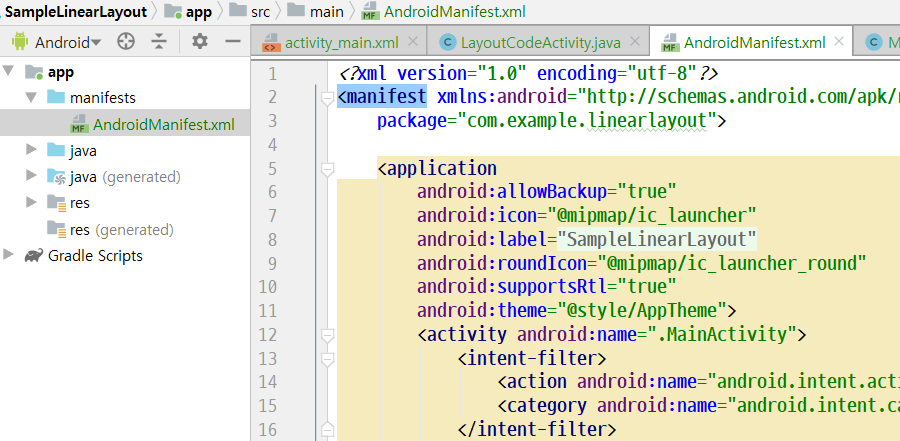 SampleLinearLayout app src main AndroidManifest.xml
Android activity_main.xml LayoutCodeActivity.java AndroidManifest.xml M
app
manifests
AndroidManifest.xml
java
java (generated)
res
res (generated)
Gradle Scripts
1 <?xml version="1.0" encoding="utf-8"?>
2 <manifest xmlns:android="http://schemas.android.com/apk/r
3 package="com.example.linearlayout">
4
5 <application
6 android:allowBackup="true"
7 android:icon="@mipmap/ic_launcher"
8 android:label="SampleLinearLayout"
9 android:roundIcon="@mipmap/ic_launcher_round"
10 android:supportsRtl="true"
11 android:theme="@style/AppTheme">
12 <activity android:name=".MainActivity">
13 <intent-filter>
14 <action android:name="android.intent.acti
15 <category android:name="android.intent.ca
16 </intent-filter>